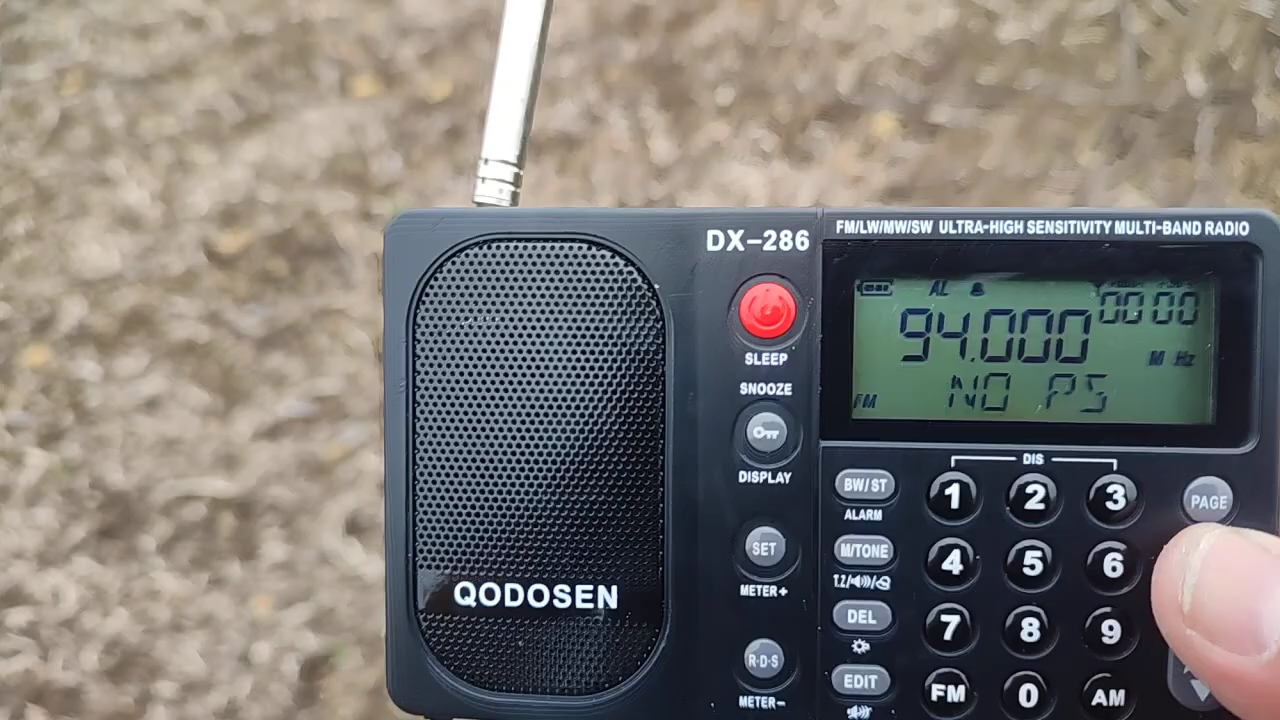 DX-286
FM/LW/MW/SW ULTRA-HIGH SENSITIVITY MULTI-BAND RADIO
AL
00:00
94.000
M Hz
FM
NO PS
SLEEP
SNOOZE
DISPLAY
SET
METER+
R·D·S
METER-
QODOSEN
DIS
BW/ST
1
2
3
PAGE
ALARM
M/TONE
4
5
6
T.Z/
DEL
7
8
9
EDIT
FM
0
AM